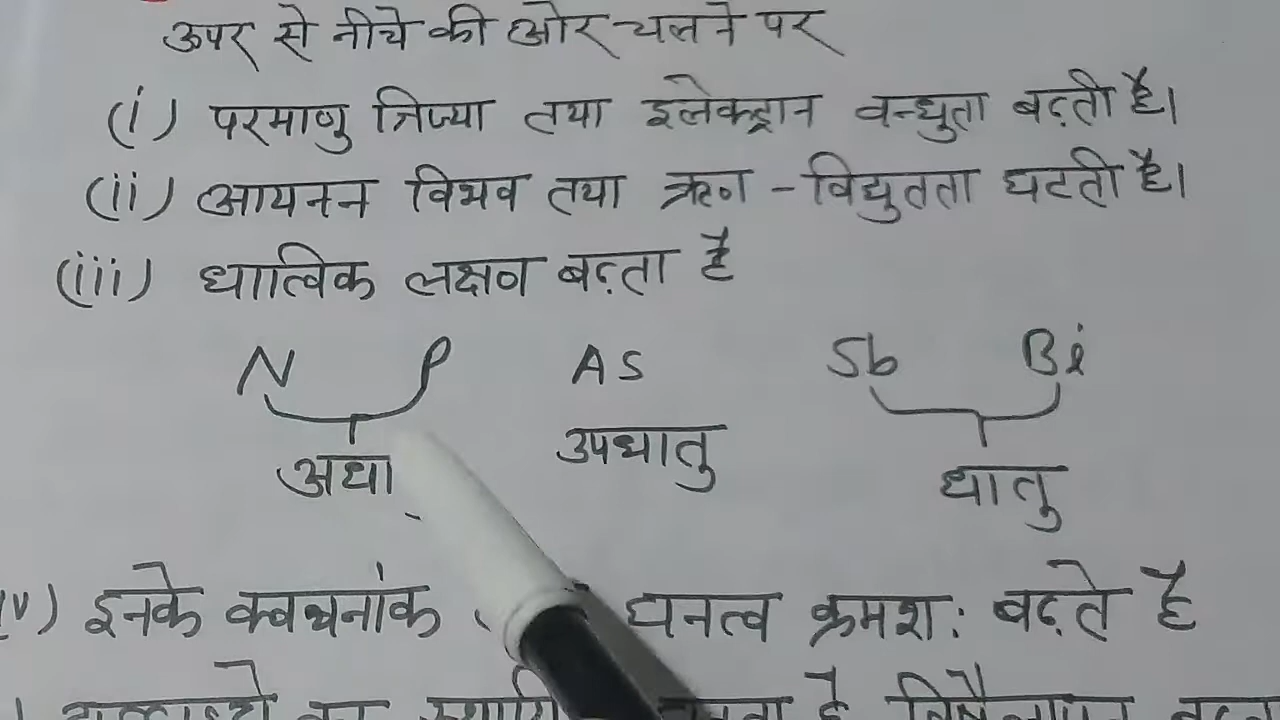 ऊपर से नीचे की ओर चलने पर
(i) परमाणु त्रिज्या तथा इलेक्ट्रान बन्धुता बढ़ती है।
(ii) आयनन विभव तथा ऋण - विद्युतता घटती है।
(iii) धात्विक लक्षण बढ़ता है
N P As Sb Bi
अधा उपधातु धातु
इनके क्वथनांक घनत्व क्रमश: बढ़ते है